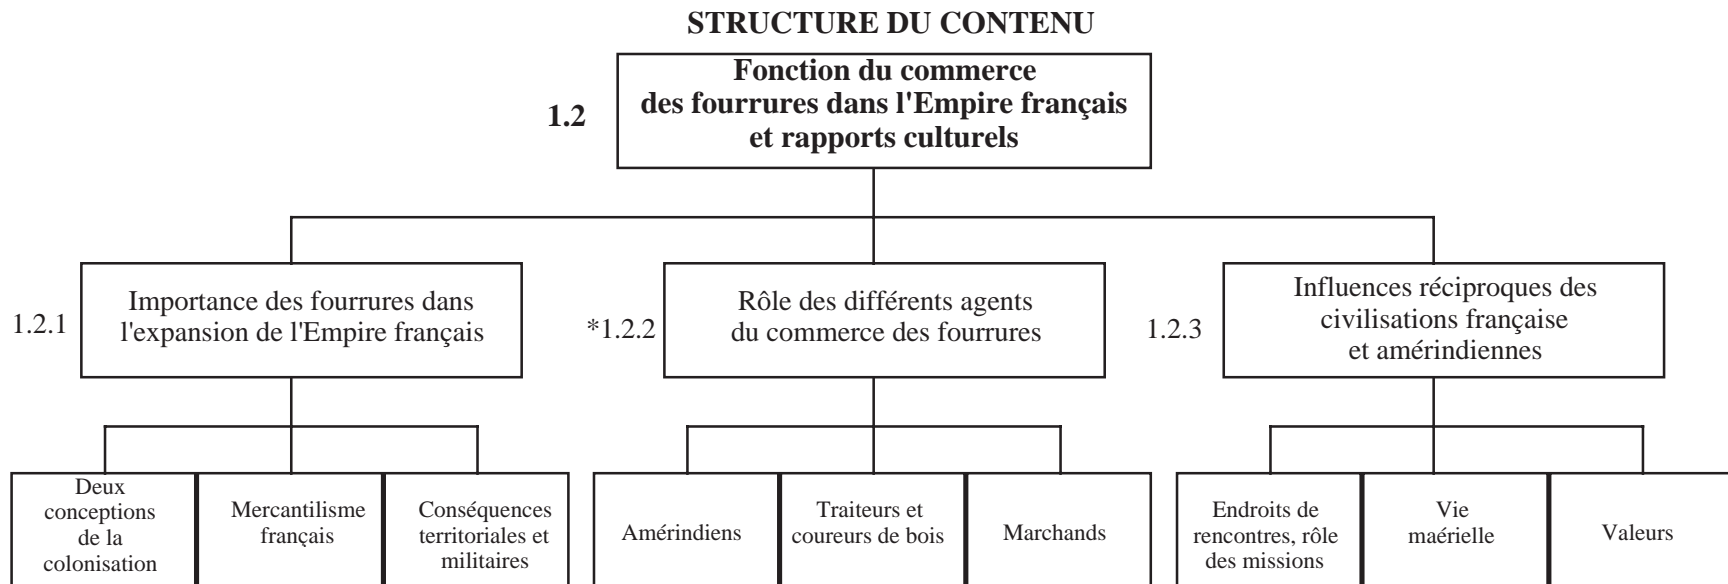 STRUCTURE DU CONTENU
1.2
Fonction du commerce
des fourrures dans l'Empire français
et rapports culturels
1.2.1
Importance des fourrures dans
l'expansion de l'Empire français
*1.2.2
Rôle des différents agents
du commerce des fourrures
1.2.3
Influences réciproques des
civilisations française
et amérindiennes
Deux
conceptions
de la
colonisation
Mercantilisme
français
Conséquences
territoriales et
militaires
Amérindiens
Traiteurs et
coureurs de bois
Marchands
Endroits de
rencontres, rôle
des missions
Vie
maérielle
Valeurs